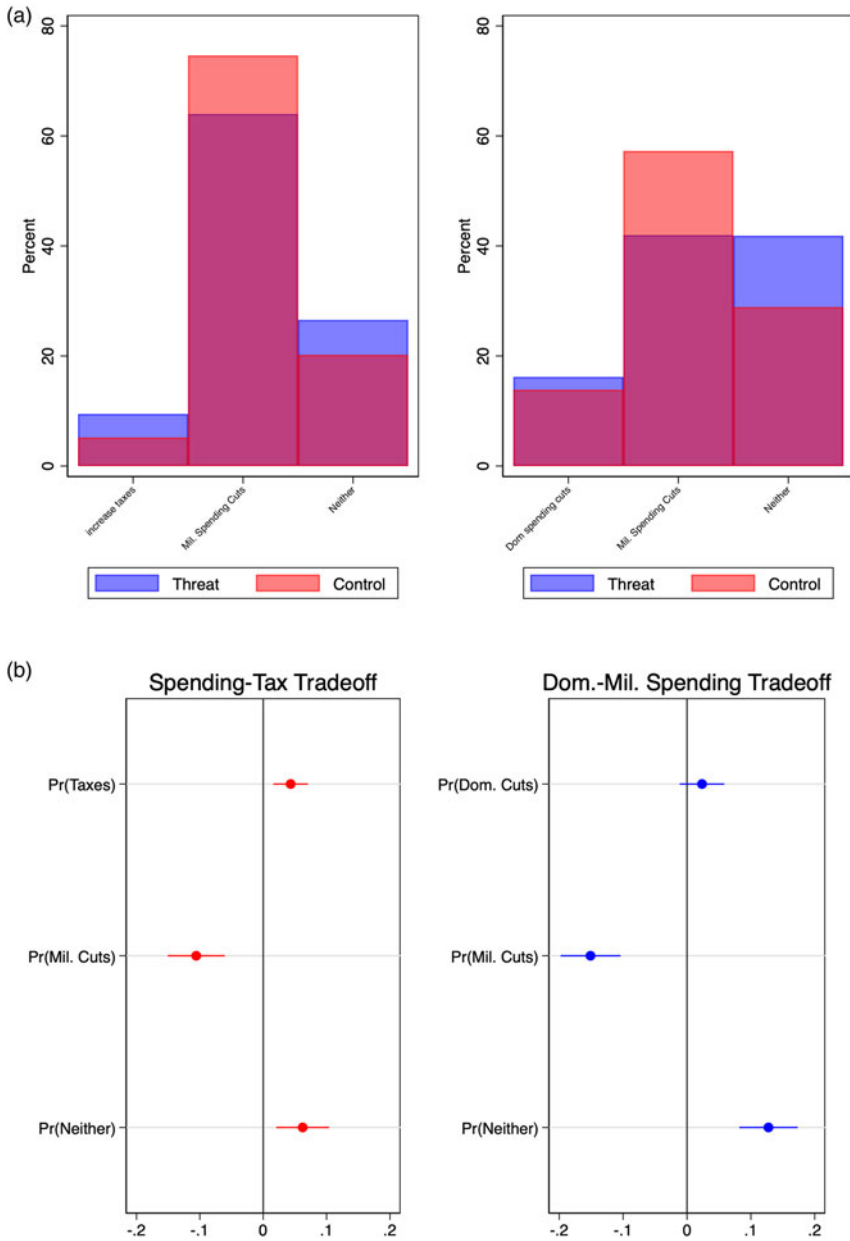 (a)
80
60
40
20
0
Percent
increase taxes
Mil. Spending Cuts
Neither
Threat Control
80
60
40
20
0
Percent
Dom spending cuts
Mil. Spending Cuts
Neither
Threat Control
(b)
Spending-Tax Tradeoff
Pr(Taxes)
Pr(Mil. Cuts)
Pr(Neither)
-.2 -.1 0 .1 .2
Dom.-Mil. Spending Tradeoff
Pr(Dom. Cuts)
Pr(Mil. Cuts)
Pr(Neither)
-.2 -.1 0 .1 .2